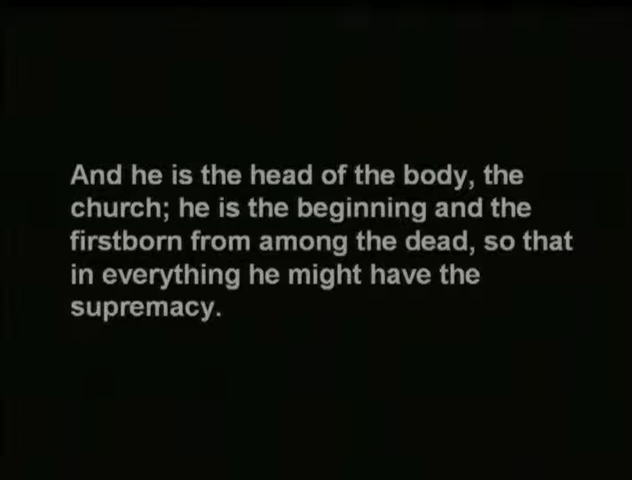 And he is the head of the body, the
church; he is the beginning and the
firstborn from among the dead, so that
in everything he might have the
supremacy.